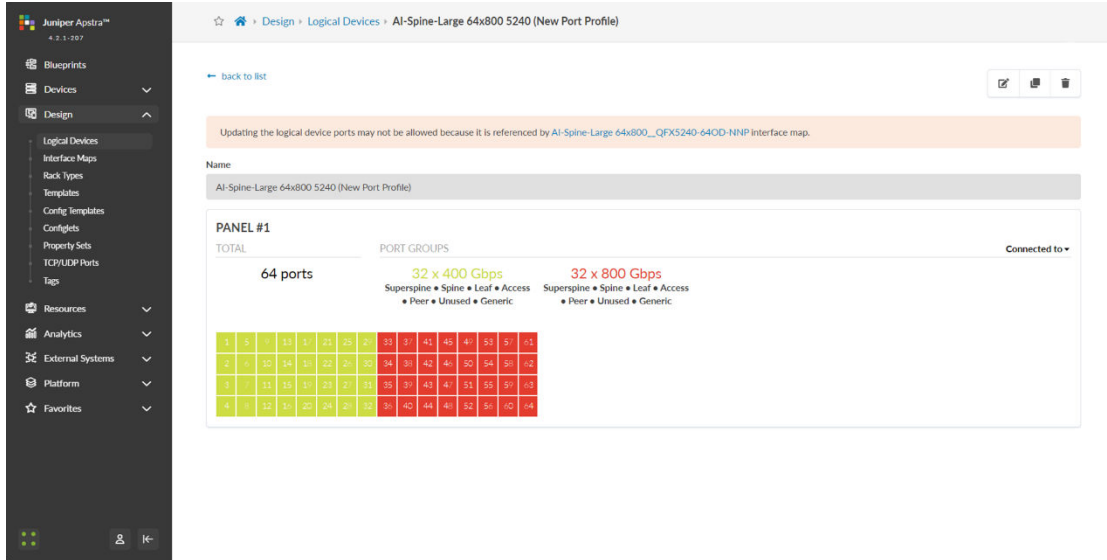 Juniper Apstra™
4.2.1-207
Design › Logical Devices › AI-Spine-Large 64x800 5240 (New Port Profile)
Blueprints
Devices
Design
Logical Devices
Interface Maps
Rack Types
Templates
Config Templates
Configlets
Property Sets
TCP/UDP Ports
Tags
Resources
Analytics
External Systems
Platform
Favorites
← back to list
Updating the logical device ports may not be allowed because it is referenced by AI-Spine-Large 64x800__QFX5240-64OD-NNP interface map.
Name
AI-Spine-Large 64x800 5240 (New Port Profile)
PANEL #1
TOTAL PORT GROUPS Connected to
64 ports 32 x 400 Gbps 32 x 800 Gbps
Superspine • Spine • Leaf • Access Superspine • Spine • Leaf • Access
• Peer • Unused • Generic • Peer • Unused • Generic
1 5 9 13 17 21 25 29 33 37 41 45 49 53 57 61
2 6 10 14 18 22 26 30 34 38 42 46 50 54 58 62
3 7 11 15 19 23 27 31 35 39 43 47 51 55 59 63
4 8 12 16 20 24 28 32 36 40 44 48 52 56 60 64